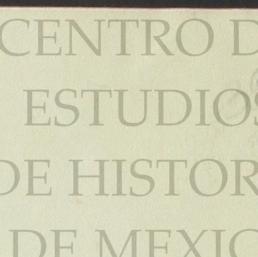 CENTRO D
ESTUDIOS
DE HISTOR
DE MEXIC